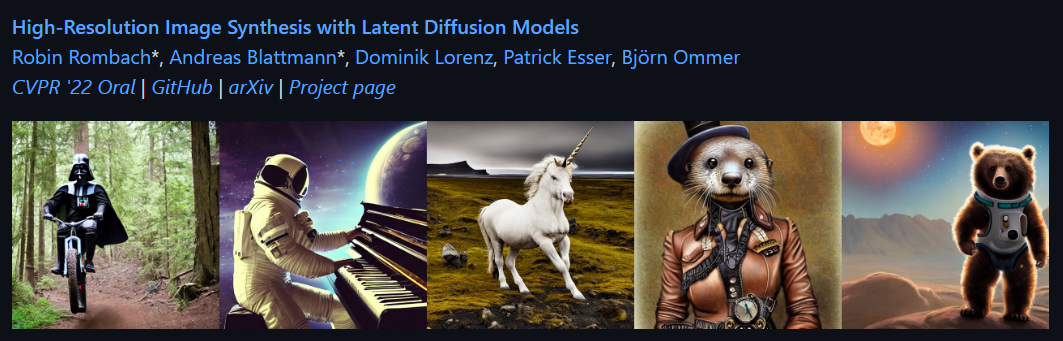 High-Resolution Image Synthesis with Latent Diffusion Models
Robin Rombach*, Andreas Blattmann*, Dominik Lorenz, Patrick Esser, Björn Ommer
CVPR '22 Oral | GitHub | arXiv | Project page